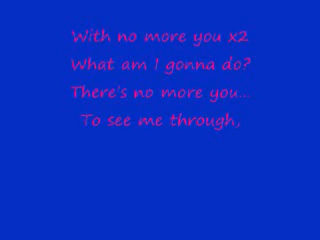 With no more you x2
What am I gonna do?
There's no more you...
To see me through,